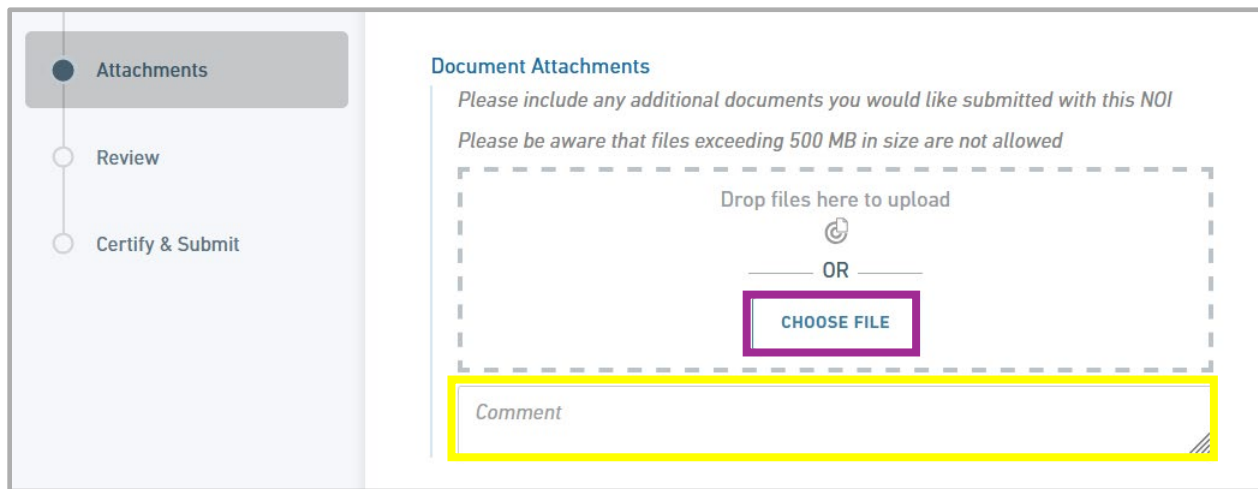 Attachments
Review
Certify & Submit
Document Attachments
Please include any additional documents you would like submitted with this NOI
Please be aware that files exceeding 500 MB in size are not allowed
Drop files here to upload
OR
CHOOSE FILE
Comment